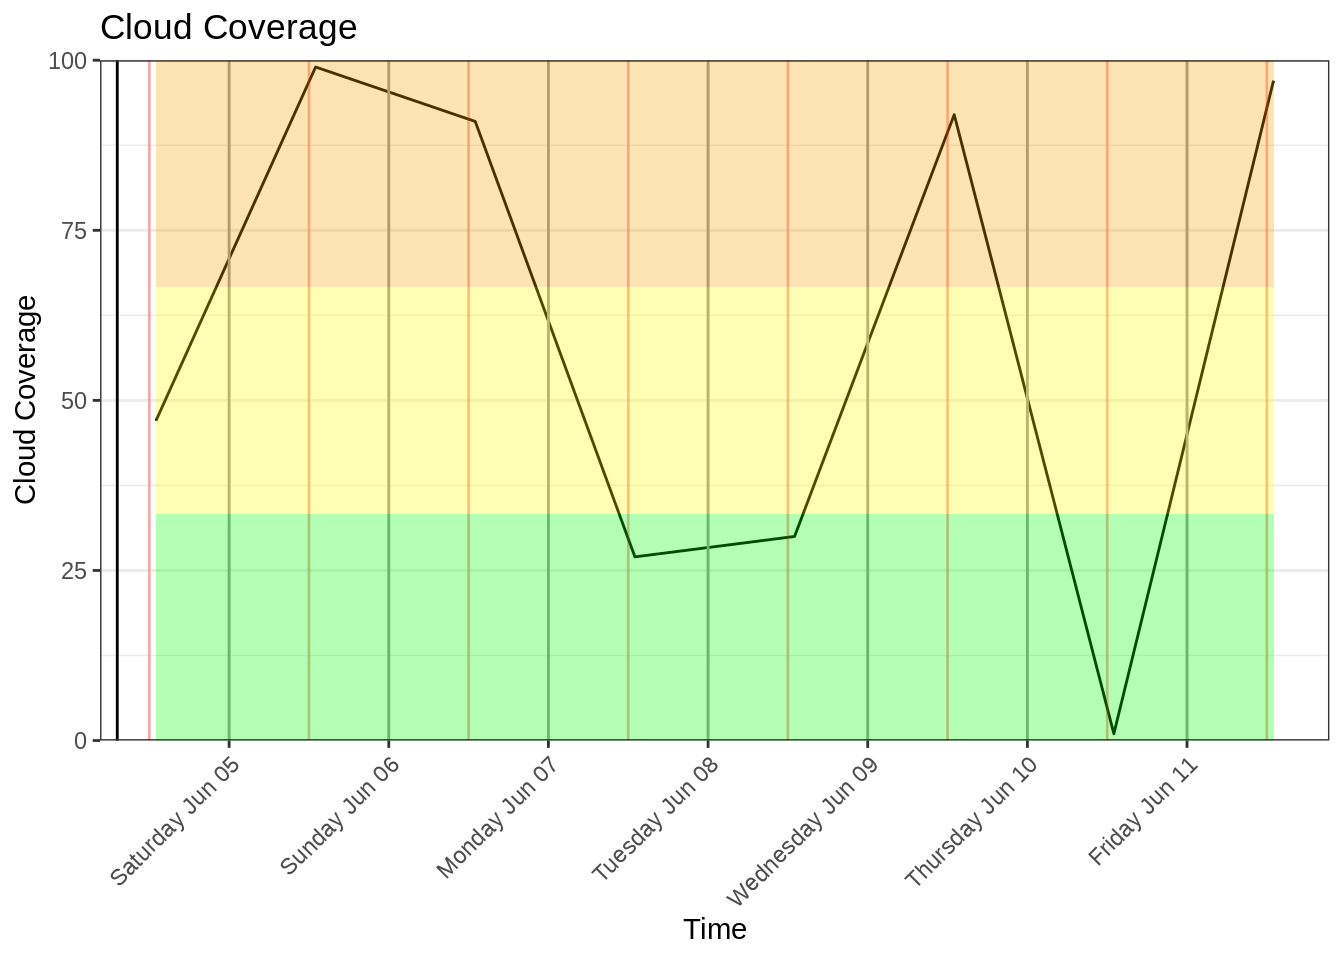 Cloud Coverage
100
75
50
25
0
Cloud Coverage
Saturday Jun 05
Sunday Jun 06
Monday Jun 07
Tuesday Jun 08
Wednesday Jun 09
Thursday Jun 10
Friday Jun 11
Time